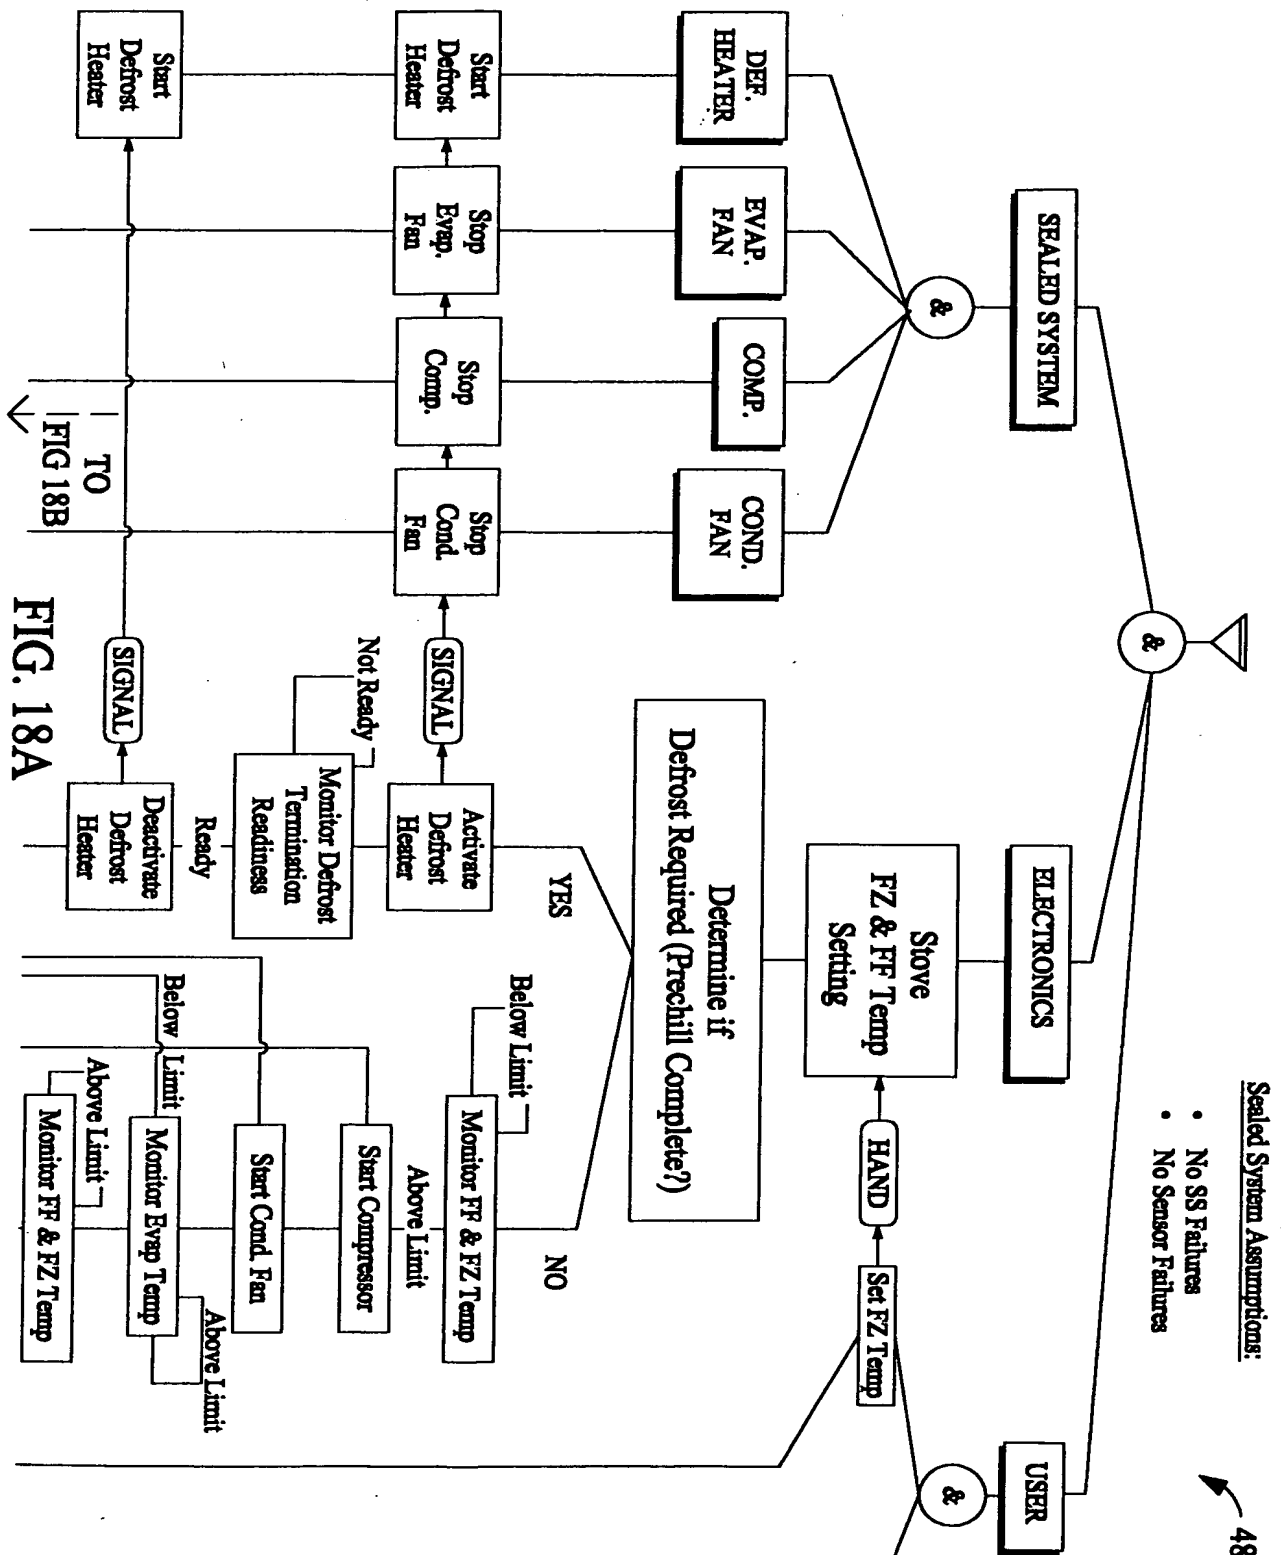 48
Sealed System Assumptions:
• No SS Failures
• No Sensor Failures
&
SEALED SYSTEM
ELECTRONICS
USER
&
&
DEF.
HEATER
EVAP.
FAN
COMP.
COND.
FAN
Stove
FZ & FF Temp
Setting
HAND
Set FZ Temp
Determine if
Defrost Required (Prechill Complete?)
YES
NO
Start
Defrost
Heater
Stop
Evap.
Fan
Stop
Comp.
Stop
Cond.
Fan
SIGNAL
Activate
Defrost
Heater
Below Limit
Monitor FF & FZ Temp
Above Limit
Not Ready
Monitor Defrost
Termination
Readiness
Start Compressor
Ready
Start Cond. Fan
Start
Defrost
Heater
SIGNAL
Deactivate
Defrost
Heater
Below Limit
Monitor Evap Temp
Above Limit
Above Limit
Monitor FF & FZ Temp
TO
FIG 18B
FIG. 18A